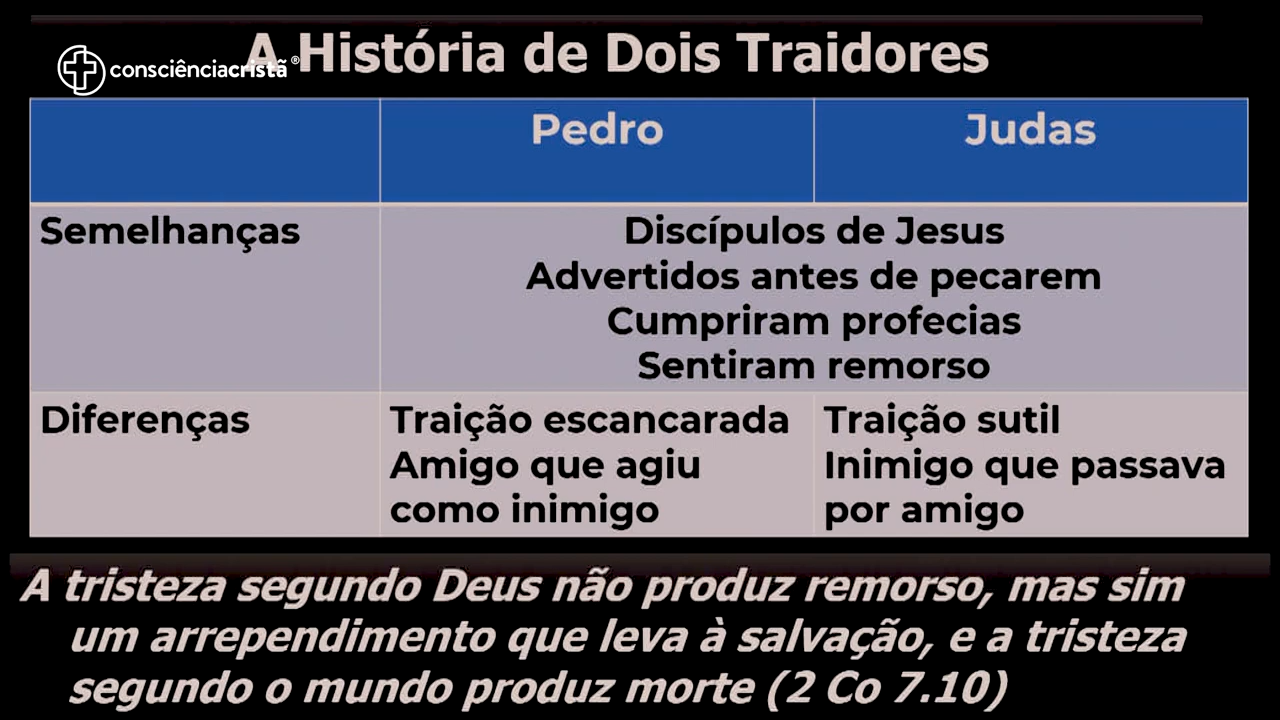 A História de Dois Traidores
consciênciacristã®
Pedro
Judas
Semelhanças
Discípulos de Jesus
Advertidos antes de pecarem
Cumpriram profecias
Sentiram remorso
Diferenças
Traição escancarada
Amigo que agiu
como inimigo
Traição sutil
Inimigo que passava
por amigo
A tristeza segundo Deus não produz remorso, mas sim
um arrependimento que leva à salvação, e a tristeza
segundo o mundo produz morte (2 Co 7.10)